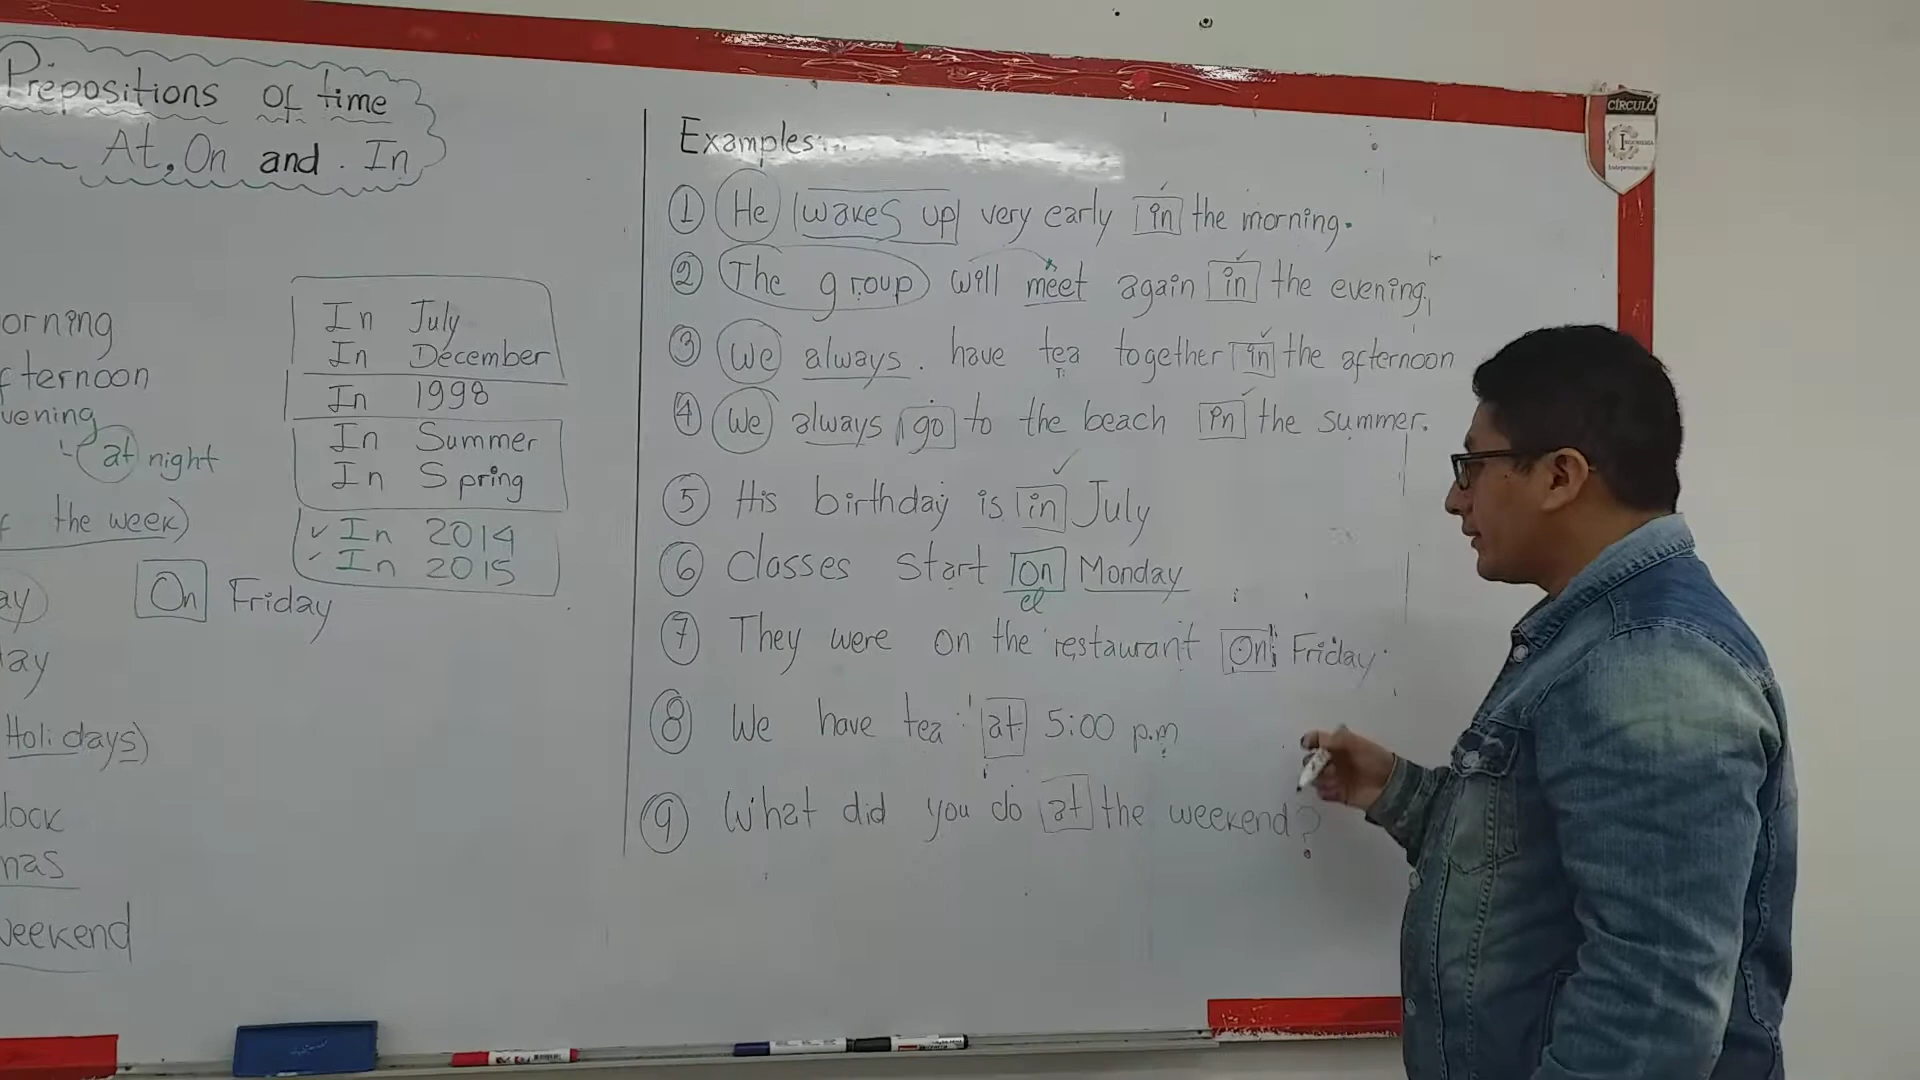 Prepositions of time
At, On and . In
orning
fternoon
vening
at night
f the week)
ay) On Friday
ay
Holidays)
lock
mas
weekend
In July
In December
In 1998
In Summer
In Spring
In 2014
In 2015
Examples:...
1 He wakes up very early in the morning.
2 The group will meet again in the evening.
3 We always . have tea together in the afternoon
4 We always go to the beach in the summer.
5 His birthday is in July
6 Classes start On Monday
el
7 They were on the restaurant On Friday.
8 We have tea at 5:00 p.m
9 What did you do at the weekend?
CÍRCULO